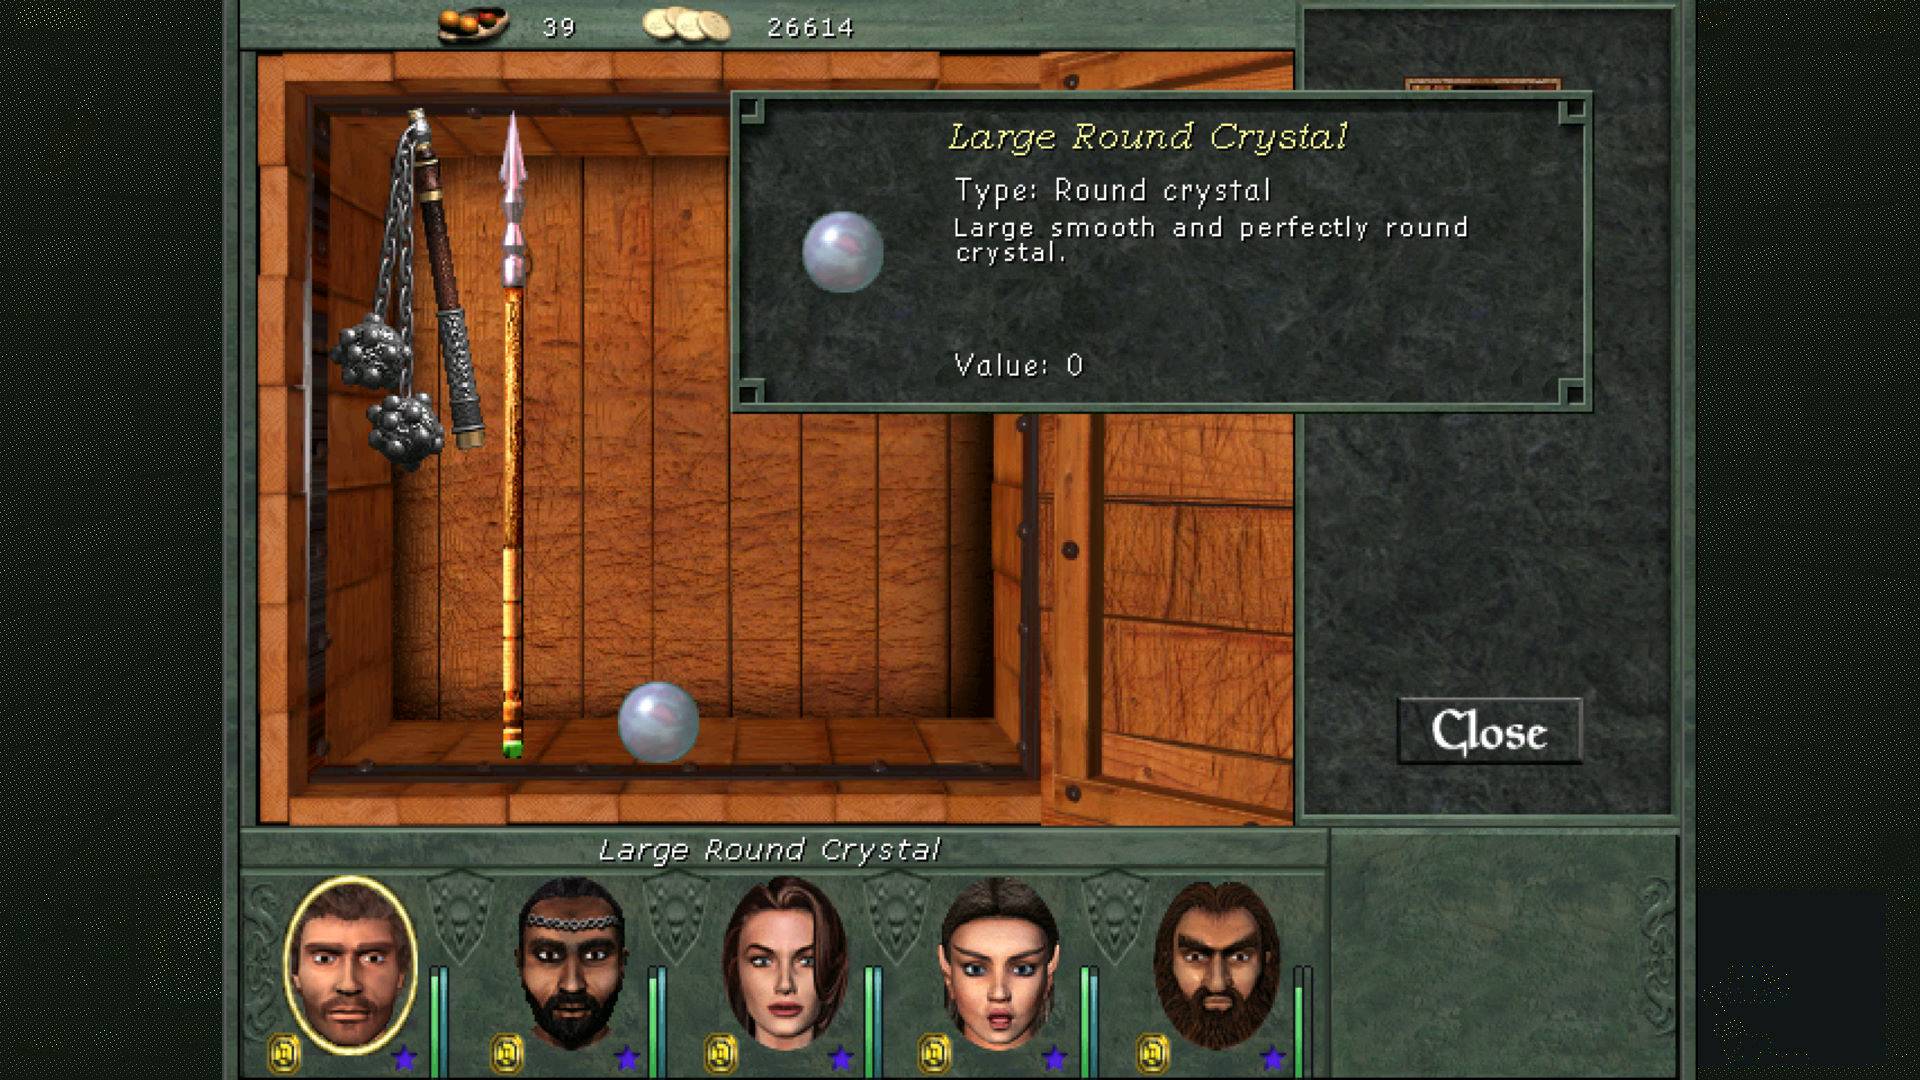 39
26614
Large Round Crystal
Type: Round crystal
Large smooth and perfectly round
crystal.
Value: 0
Close
Large Round Crystal